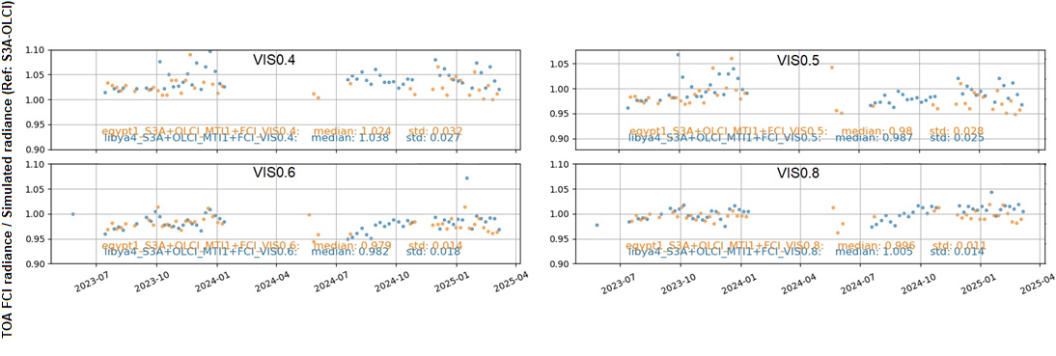 TOA FCI radiance / Simulated radiance (Ref: S3A-OLCI)
VIS0.4
1.10
1.05
1.00
0.95
0.90
egypt1_S3A+OLCI_MTI1+FCI_VIS0.4: median: 1.024 std: 0.032
libya4_S3A+OLCI_MTI1+FCI_VIS0.4: median: 1.038 std: 0.027
VIS0.5
1.05
1.00
0.95
0.90
egypt1_S3A+OLCI_MTI1+FCI_VIS0.5: median: 0.98 std: 0.028
libya4_S3A+OLCI_MTI1+FCI_VIS0.5: median: 0.987 std: 0.025
VIS0.6
1.10
1.05
1.00
0.95
0.90
egypt1_S3A+OLCI_MTI1+FCI_VIS0.6: median: 0.979 std: 0.014
libya4_S3A+OLCI_MTI1+FCI_VIS0.6: median: 0.982 std: 0.018
2023-07 2023-10 2024-01 2024-04 2024-07 2024-10 2025-01 2025-04
VIS0.8
1.10
1.05
1.00
0.95
0.90
egypt1_S3A+OLCI_MTI1+FCI_VIS0.8: median: 0.996 std: 0.011
libya4_S3A+OLCI_MTI1+FCI_VIS0.8: median: 1.005 std: 0.014
2023-07 2023-10 2024-01 2024-04 2024-07 2024-10 2025-01 2025-04